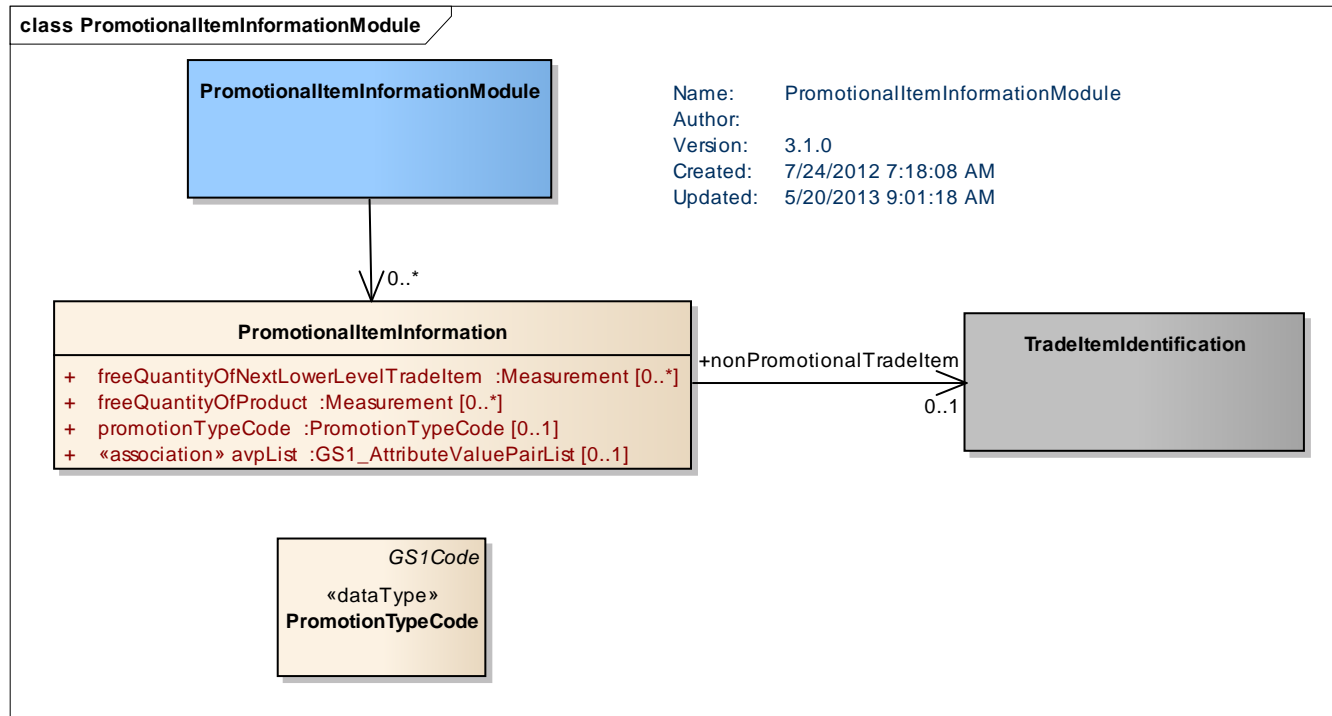 class PromotionalItemInformationModule
PromotionalItemInformationModule
Name: PromotionalItemInformationModule
Author:
Version: 3.1.0
Created: 7/24/2012 7:18:08 AM
Updated: 5/20/2013 9:01:18 AM
0..*
PromotionalItemInformation
+ freeQuantityOfNextLowerLevelTradeItem :Measurement [0..*]
+ freeQuantityOfProduct :Measurement [0..*]
+ promotionTypeCode :PromotionTypeCode [0..1]
+ «association» avpList :GS1_AttributeValuePairList [0..1]
+nonPromotionalTradeItem
0..1
TradeItemIdentification
GS1Code
«dataType»
PromotionTypeCode